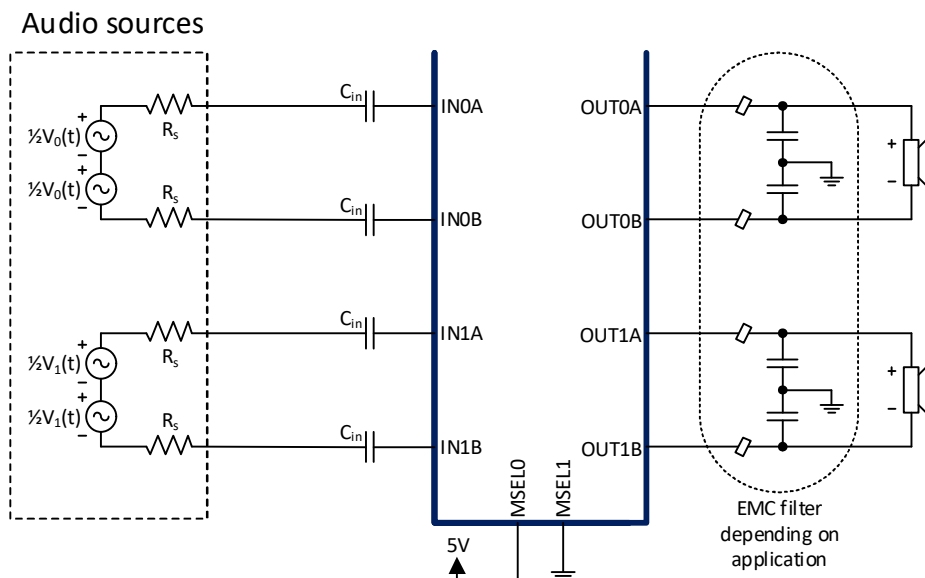 Audio sources
+
½V₀(t)
−
+
½V₀(t)
−
Rₛ
Rₛ
Cᵢₙ
Cᵢₙ
IN0A
IN0B
+
½V₁(t)
−
+
½V₁(t)
−
Rₛ
Rₛ
Cᵢₙ
Cᵢₙ
IN1A
IN1B
MSEL0
MSEL1
5V
OUT0A
OUT0B
+
−
OUT1A
OUT1B
+
−
EMC filter
depending on
application